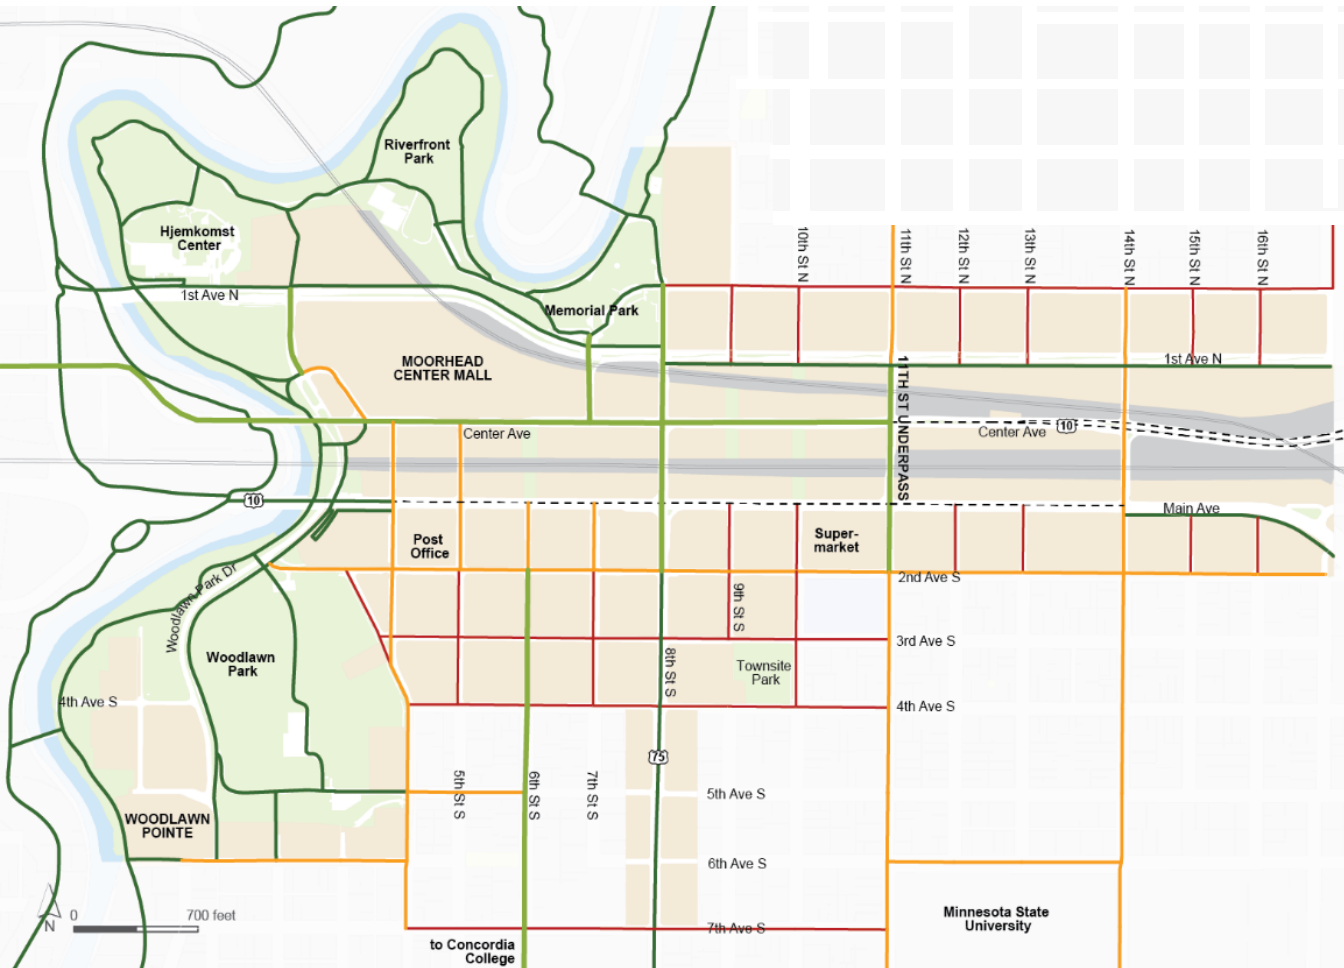 Riverfront
Park
Hjemkomst
Center
10th St N
11th St N
12th St N
13th St N
14th St N
15th St N
16th St N
1st Ave N
Memorial Park
MOORHEAD
CENTER MALL
1st Ave N
11TH ST UNDERPASS
Center Ave
Center Ave
10
10
Main Ave
Post
Office
Super-
market
2nd Ave S
Woodlawn Park Dr
9th St S
3rd Ave S
Woodlawn
Park
8th St S
Townsite
Park
4th Ave S
4th Ave S
75
5th St S
6th St S
7th St S
5th Ave S
WOODLAWN
POINTE
6th Ave S
N
0
700 feet
7th Ave S
Minnesota State
University
to Concordia
College